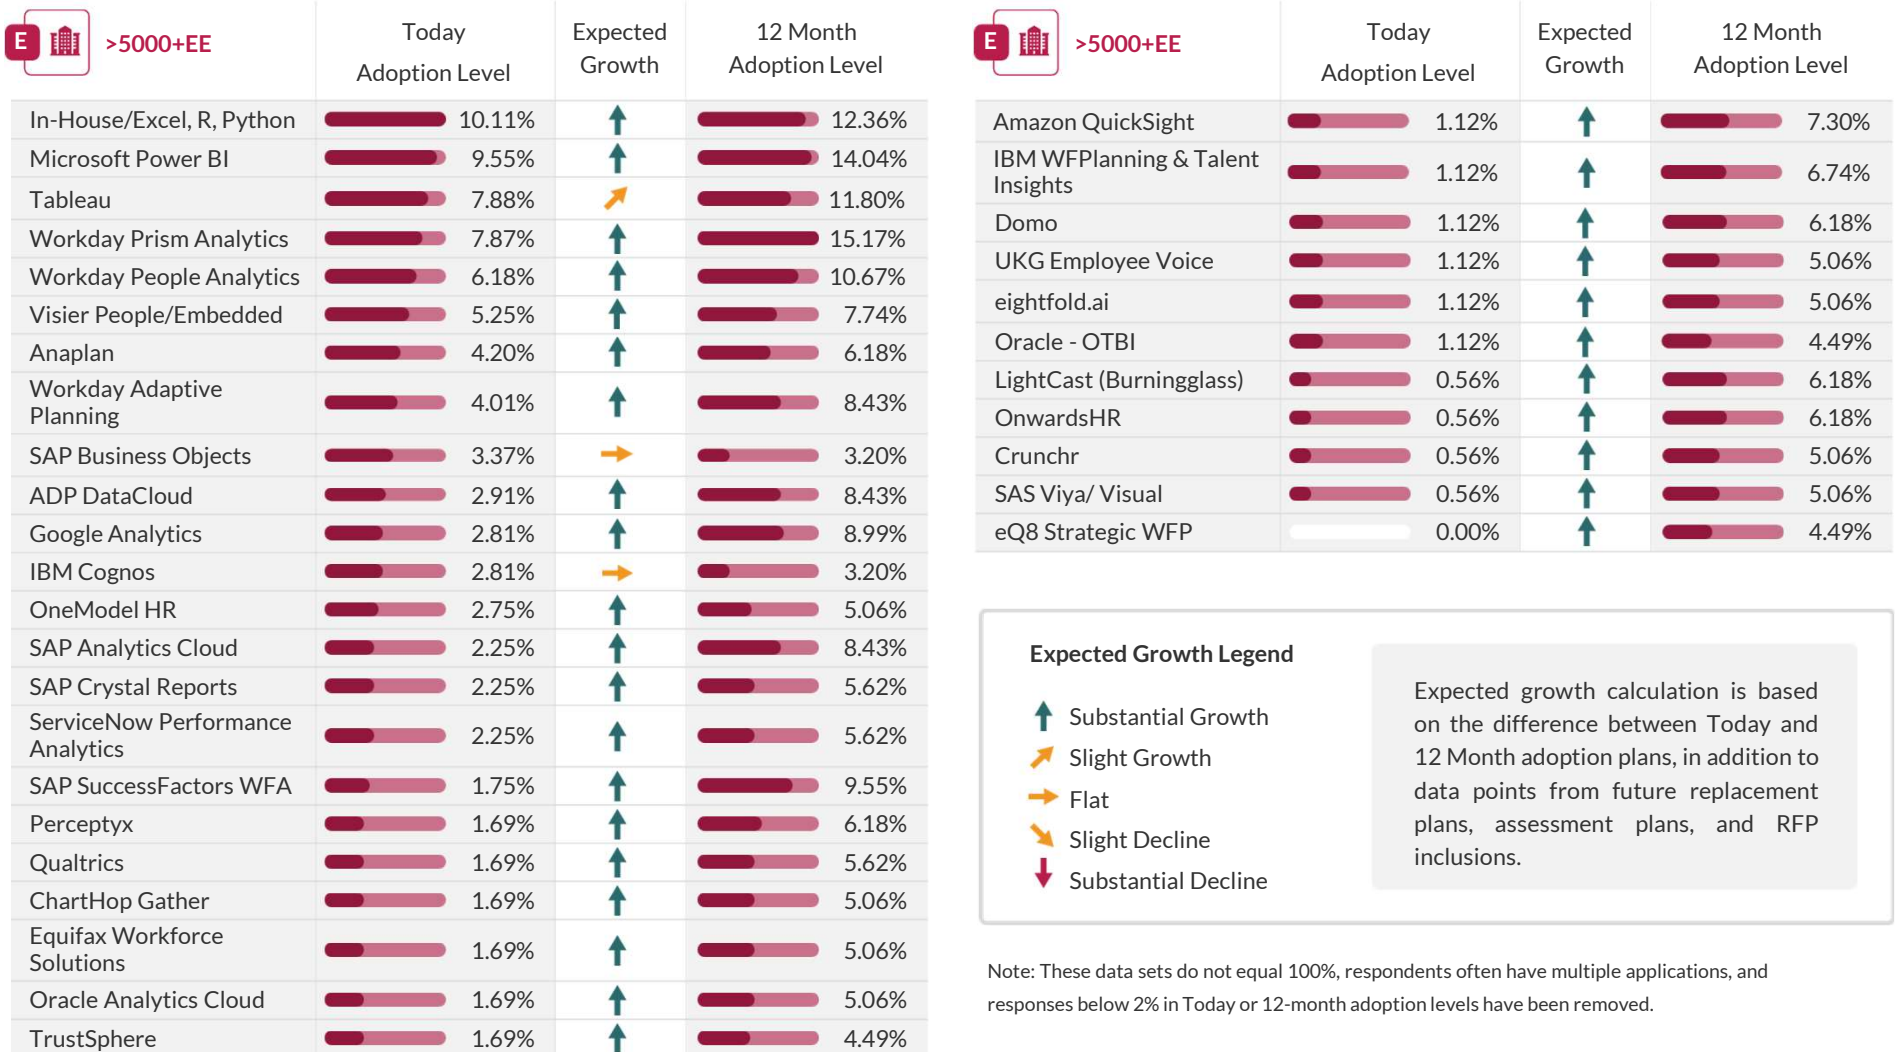 E >5000+EE
Today
Adoption Level
Expected
Growth
12 Month
Adoption Level
In-House/Excel, R, Python 10.11% 12.36%
Microsoft Power BI 9.55% 14.04%
Tableau 7.88% 11.80%
Workday Prism Analytics 7.87% 15.17%
Workday People Analytics 6.18% 10.67%
Visier People/Embedded 5.25% 7.74%
Anaplan 4.20% 6.18%
Workday Adaptive
Planning 4.01% 8.43%
SAP Business Objects 3.37% 3.20%
ADP DataCloud 2.91% 8.43%
Google Analytics 2.81% 8.99%
IBM Cognos 2.81% 3.20%
OneModel HR 2.75% 5.06%
SAP Analytics Cloud 2.25% 8.43%
SAP Crystal Reports 2.25% 5.62%
ServiceNow Performance
Analytics 2.25% 5.62%
SAP SuccessFactors WFA 1.75% 9.55%
Perceptyx 1.69% 6.18%
Qualtrics 1.69% 5.62%
ChartHop Gather 1.69% 5.06%
Equifax Workforce
Solutions 1.69% 5.06%
Oracle Analytics Cloud 1.69% 5.06%
TrustSphere 1.69% 4.49%
E >5000+EE
Today
Adoption Level
Expected
Growth
12 Month
Adoption Level
Amazon QuickSight 1.12% 7.30%
IBM WFPlanning & Talent
Insights 1.12% 6.74%
Domo 1.12% 6.18%
UKG Employee Voice 1.12% 5.06%
eightfold.ai 1.12% 5.06%
Oracle - OTBI 1.12% 4.49%
LightCast (Burningglass) 0.56% 6.18%
OnwardsHR 0.56% 6.18%
Crunchr 0.56% 5.06%
SAS Viya/ Visual 0.56% 5.06%
eQ8 Strategic WFP 0.00% 4.49%
Expected Growth Legend
Substantial Growth
Slight Growth
Flat
Slight Decline
Substantial Decline
Expected growth calculation is based
on the difference between Today and
12 Month adoption plans, in addition to
data points from future replacement
plans, assessment plans, and RFP
inclusions.
Note: These data sets do not equal 100%, respondents often have multiple applications, and
responses below 2% in Today or 12-month adoption levels have been removed.